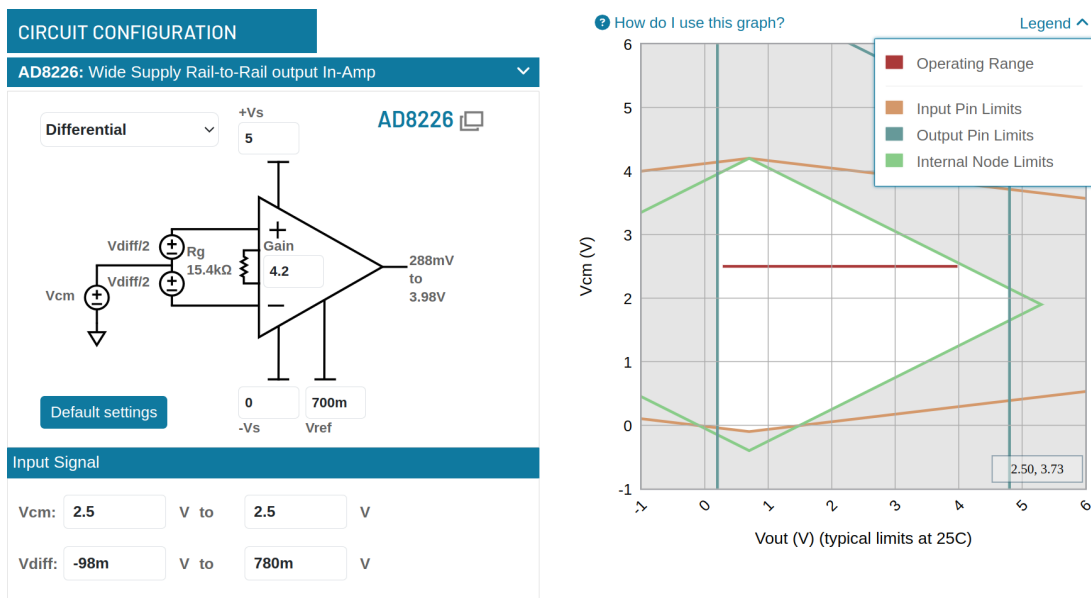 CIRCUIT CONFIGURATION
AD8226: Wide Supply Rail-to-Rail output In-Amp
Differential
+Vs
5
AD8226
Vdiff/2
Rg
15.4kΩ
Gain
4.2
Vdiff/2
Vcm
288mV
to
3.98V
0
-Vs
700m
Vref
Default settings
Input Signal
Vcm: 2.5 V to 2.5 V
Vdiff: -98m V to 780m V
? How do I use this graph?
Legend
Operating Range
Input Pin Limits
Output Pin Limits
Internal Node Limits
6
5
4
3
2
1
0
-1
Vcm (V)
2.50, 3.73
-1 0 1 2 3 4 5 6
Vout (V) (typical limits at 25C)